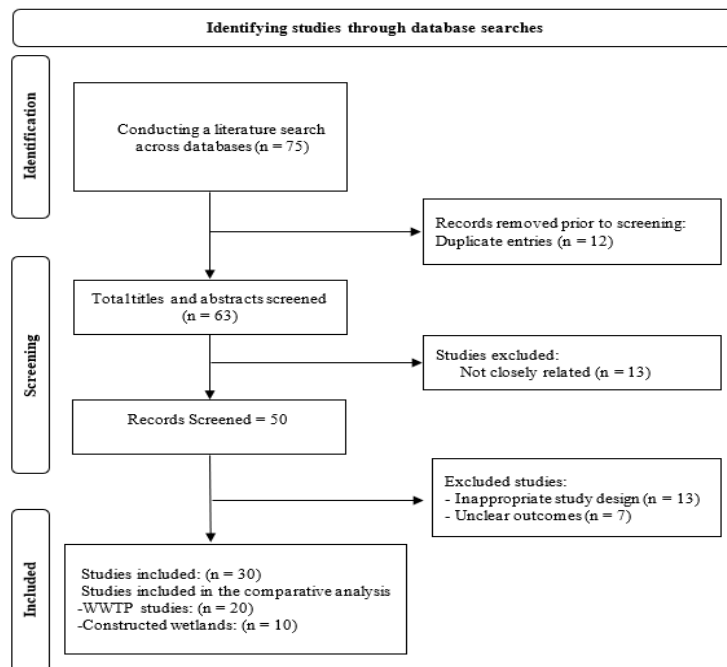 Identifying studies through database searches
Identification
Conducting a literature search
across databases (n = 75)
Records removed prior to screening:
Duplicate entries (n = 12)
Screening
Total titles and abstracts screened
(n = 63)
Studies excluded:
Not closely related (n = 13)
Records Screened = 50
Excluded studies:
- Inappropriate study design (n = 13)
- Unclear outcomes (n = 7)
Included
Studies included: (n = 30)
Studies included in the comparative analysis
-WWTP studies: (n = 20)
-Constructed wetlands: (n = 10)